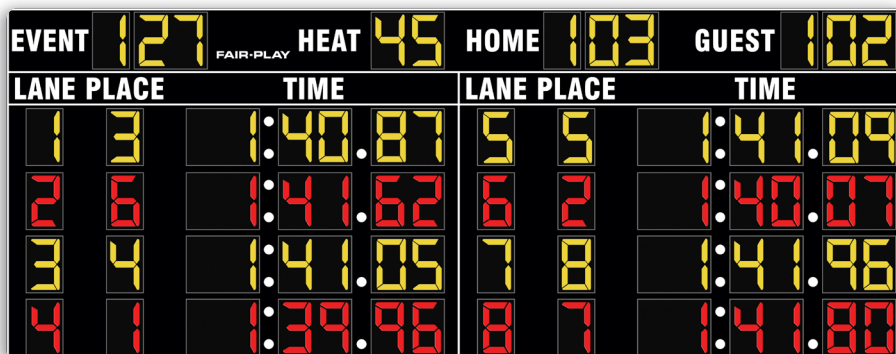 EVENT 127 FAIR-PLAY HEAT 45 HOME 103 GUEST 102
LANE PLACE TIME LANE PLACE TIME
1 3 1:40.87 5 5 1:41.09
2 6 1:41.62 6 2 1:40.07
3 4 1:41.05 7 8 1:41.96
4 1 1:39.96 8 7 1:41.80